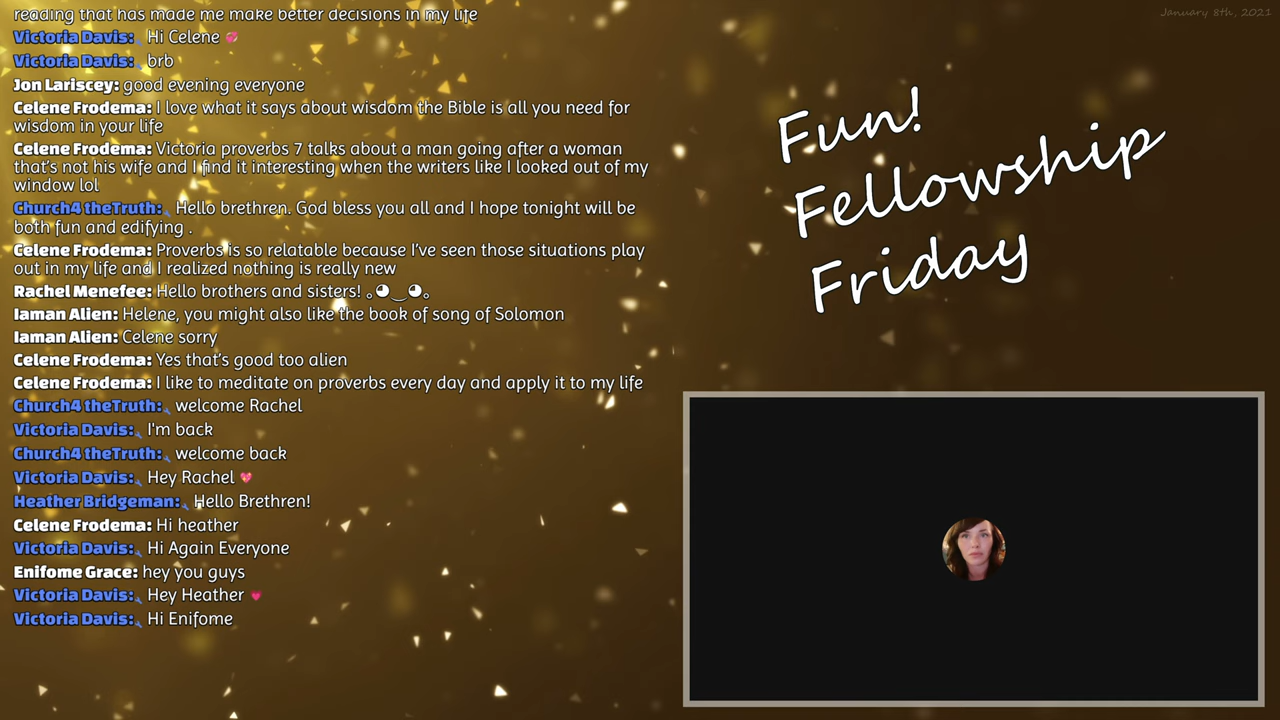 reading that has made me make better decisions in my life
Victoria Davis: Hi Celene 💞
Victoria Davis: brb
Jon Lariscey: good evening everyone
Celene Frodema: I love what it says about wisdom the Bible is all you need for
wisdom in your life
Celene Frodema: Victoria proverbs 7 talks about a man going after a woman
that's not his wife and I find it interesting when the writers like I looked out of my
window lol
Church4 theTruth: Hello brethren. God bless you all and I hope tonight will be
both fun and edifying .
Celene Frodema: Proverbs is so relatable because I've seen those situations play
out in my life and I realized nothing is really new
Rachel Menefee: Hello brothers and sisters! ｡◕‿◕｡
Iaman Alien: Helene, you might also like the book of song of Solomon
Iaman Alien: Celene sorry
Celene Frodema: Yes that's good too alien
Celene Frodema: I like to meditate on proverbs every day and apply it to my life
Church4 theTruth: welcome Rachel
Victoria Davis: I'm back
Church4 theTruth: welcome back
Victoria Davis: Hey Rachel 💖
Heather Bridgeman: Hello Brethren!
Celene Frodema: Hi heather
Victoria Davis: Hi Again Everyone
Enifome Grace: hey you guys
Victoria Davis: Hey Heather 💗
Victoria Davis: Hi Enifome
January 8th, 2021
Fun!
Fellowship
Friday